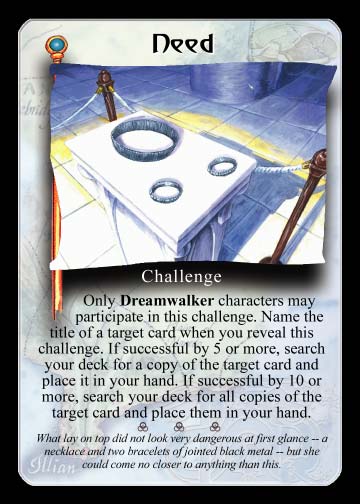 Need
Challenge
Only Dreamwalker characters may
participate in this challenge. Name the
title of a target card when you reveal this
challenge. If successful by 5 or more, search
your deck for a copy of the target card and
place it in your hand. If successful by 10 or
more, search your deck for all copies of the
target card and place them in your hand.
What lay on top did not look very dangerous at first glance -- a
necklace and two bracelets of jointed black metal -- but she
could come no closer to anything than this.
Illian